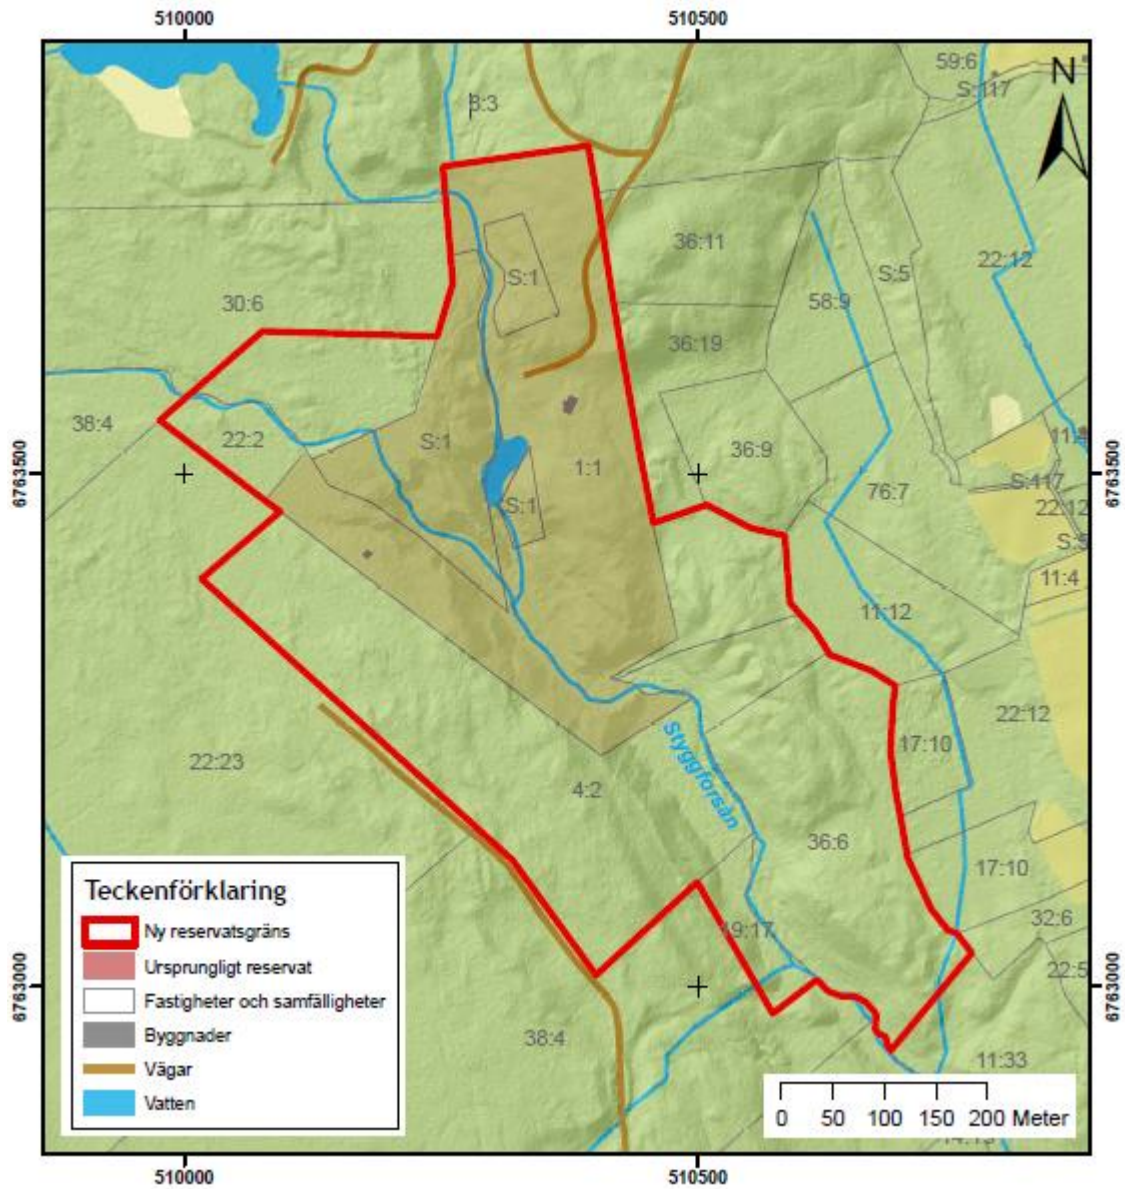 510000
510500
59:6
N
S:117
3:3
36:11
22:12
S:5
S:1
30:6
58:9
36:19
38:4
22:2
S:1
36:9
11:4
6763500
1:1
6763500
S:117
S:1
76:7
22:12
S:5
11:4
11:12
22:12
17:10
22:23
Styggforsån
4:2
36:6
17:10
Teckenförklaring
Ny reservatsgräns
Ursprungligt reservat
Fastigheter och samfälligheter
Byggnader
Vägar
Vatten
32:6
49:17
22:5
6763000
6763000
38:4
11:33
0 50 100 150 200 Meter
510000
510500